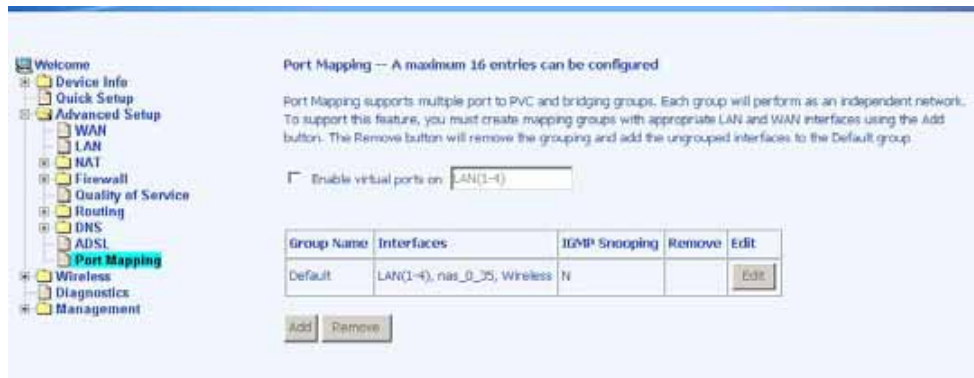 Welcome
Device Info
Quick Setup
Advanced Setup
WAN
LAN
NAT
Firewall
Quality of Service
Routing
DNS
ADSL
Port Mapping
Wireless
Diagnostics
Management
Port Mapping -- A maximum 16 entries can be configured
Port Mapping supports multiple port to PVC and bridging groups. Each group will perform as an independent network.
To support this feature, you must create mapping groups with appropriate LAN and WAN interfaces using the Add
button. The Remove button will remove the grouping and add the ungrouped interfaces to the Default group
Enable virtual ports on LAN(1-4)
Group Name Interfaces IGMP Snooping Remove Edit
Default LAN(1-4), nas_0_35, Wireless N Edit
Add Remove